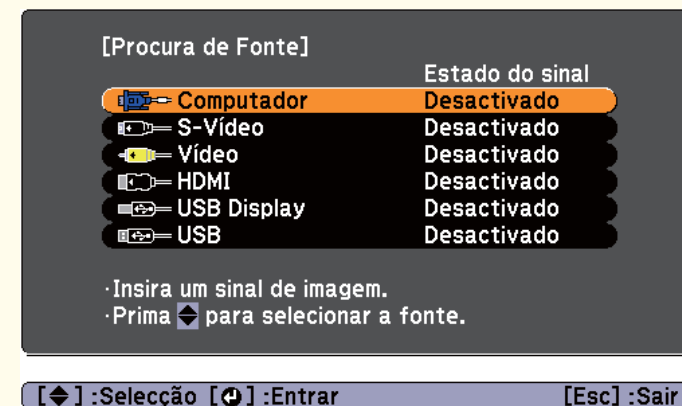 [Procura de Fonte]
Estado do sinal
Computador Desactivado
S-Vídeo Desactivado
Vídeo Desactivado
HDMI Desactivado
USB Display Desactivado
USB Desactivado
·Insira um sinal de imagem.
·Prima para selecionar a fonte.
[ ] :Selecção [ ] :Entrar [Esc] :Sair